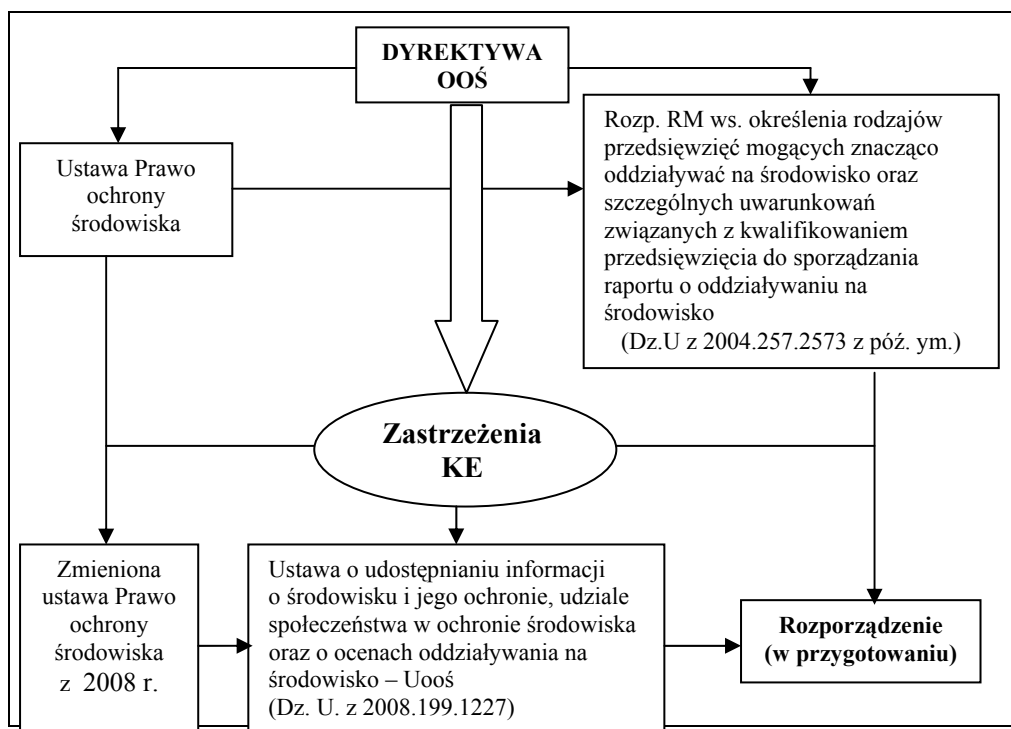 DYREKTYWA
OOŚ
Ustawa Prawo
ochrony
środowiska
Rozp. RM ws. określenia rodzajów
przedsięwzięć mogących znacząco
oddziaływać na środowisko oraz
szczególnych uwarunkowań
związanych z kwalifikowaniem
przedsięwzięcia do sporządzania
raportu o oddziaływaniu na
środowisko
(Dz.U z 2004.257.2573 z póź. ym.)
Zastrzeżenia
KE
Zmieniona
ustawa Prawo
ochrony
środowiska
z 2008 r.
Ustawa o udostępnianiu informacji
o środowisku i jego ochronie, udziale
społeczeństwa w ochronie środowiska
oraz o ocenach oddziaływania na
środowisko – Uooś
(Dz. U. z 2008.199.1227)
Rozporządzenie
(w przygotowaniu)